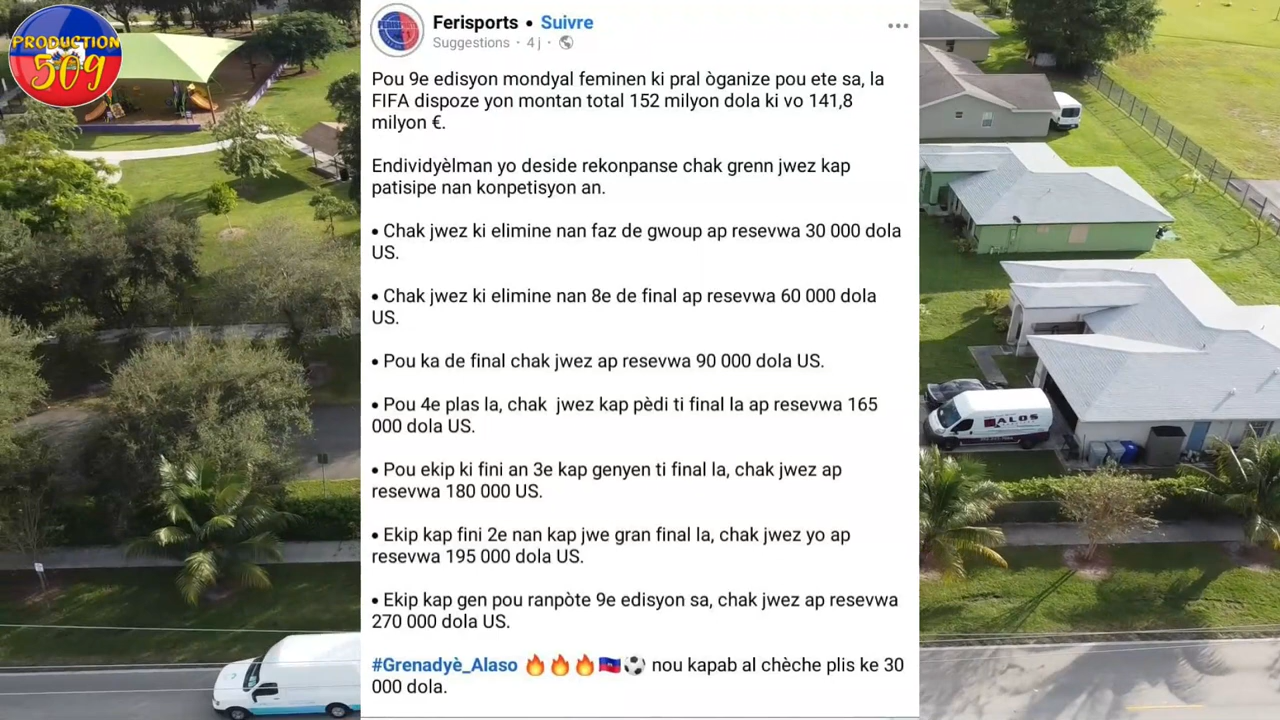 PRODUCTION
509
Ferisports • Suivre
Suggestions · 4 j ·
Pou 9e edisyon mondyal feminen ki pral òganize pou ete sa, la
FIFA dispoze yon montan total 152 milyon dola ki vo 141,8
milyon €.
Endividyèlman yo deside rekonpanse chak grenn jwez kap
patisipe nan konpetisyon an.
• Chak jwez ki elimine nan faz de gwoup ap resevwa 30 000 dola
US.
• Chak jwez ki elimine nan 8e de final ap resevwa 60 000 dola
US.
• Pou ka de final chak jwez ap resevwa 90 000 dola US.
• Pou 4e plas la, chak  jwez kap pèdi ti final la ap resevwa 165
000 dola US.
• Pou ekip ki fini an 3e kap genyen ti final la, chak jwez ap
resevwa 180 000 US.
• Ekip kap fini 2e nan kap jwe gran final la, chak jwez yo ap
resevwa 195 000 dola US.
• Ekip kap gen pou ranpòte 9e edisyon sa, chak jwez ap resevwa
270 000 dola US.
#Grenadyè_Alaso 🔥🔥🔥🇭🇹⚽ nou kapab al chèche plis ke 30
000 dola.